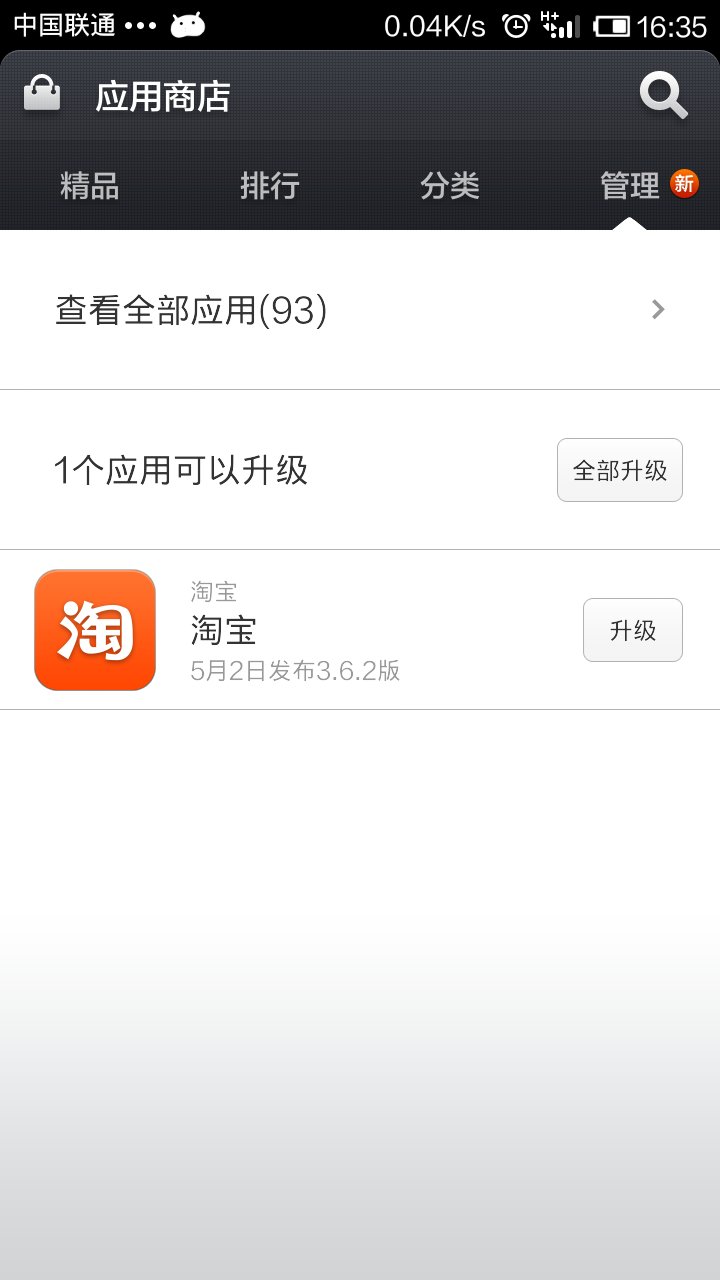 中国联通 ••• 0.04K/s H+ 16:35
应用商店
精品 排行 分类 管理 新
查看全部应用(93)
1个应用可以升级 全部升级
淘
淘宝
淘宝
升级
5月2日发布3.6.2版